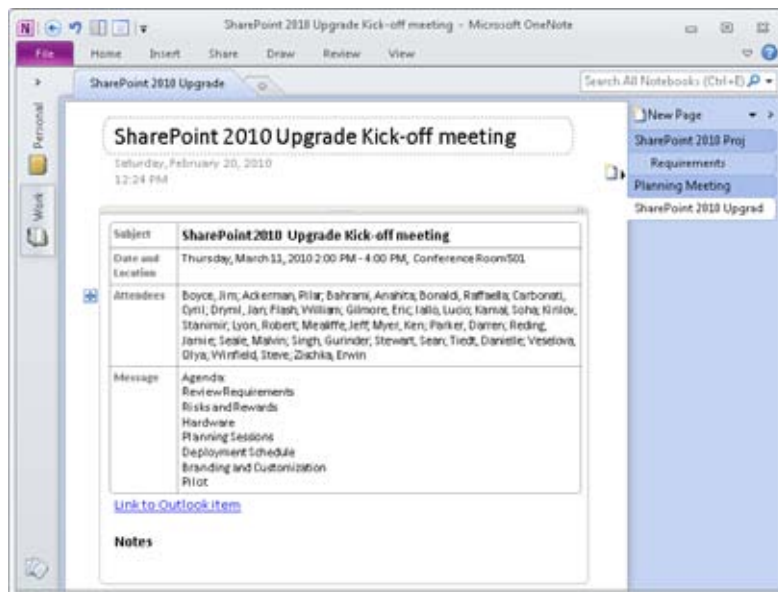 SharePoint 2010 Upgrade Kick-off meeting - Microsoft OneNote
File Home Insert Share Draw Review View
SharePoint 2010 Upgrade
Search All Notebooks (Ctrl+E)
Personal
Work
New Page
SharePoint 2010 Proj
Requirements
Planning Meeting
SharePoint 2010 Upgrad
SharePoint 2010 Upgrade Kick-off meeting
Saturday, February 20, 2010
12:24 PM
Subject SharePoint 2010 Upgrade Kick-off meeting
Date and Location Thursday, March 11, 2010 2:00 PM - 4:00 PM, Conference Room 501
Attendees Boyce, Jim; Ackerman, Pilar; Bahrami, Anahita; Bonaldi, Raffaella; Carbonati,
Cyril; Dryml, Jan; Flash, William; Gilmore, Eric; Iallo, Lucio; Kamal, Soha; Kirilov,
Stanimir; Lyon, Robert; Mealiffe, Jeff; Myer, Ken; Parker, Darren; Reding,
Jamie; Seale, Malvin; Singh, Gurinder; Stewart, Sean; Tiedt, Danielle; Veselova,
Olya; Winfield, Steve; Zischka, Erwin
Message Agenda:
Review Requirements
Risks and Rewards
Hardware
Planning Sessions
Deployment Schedule
Branding and Customization
Pilot
Link to Outlook item
Notes